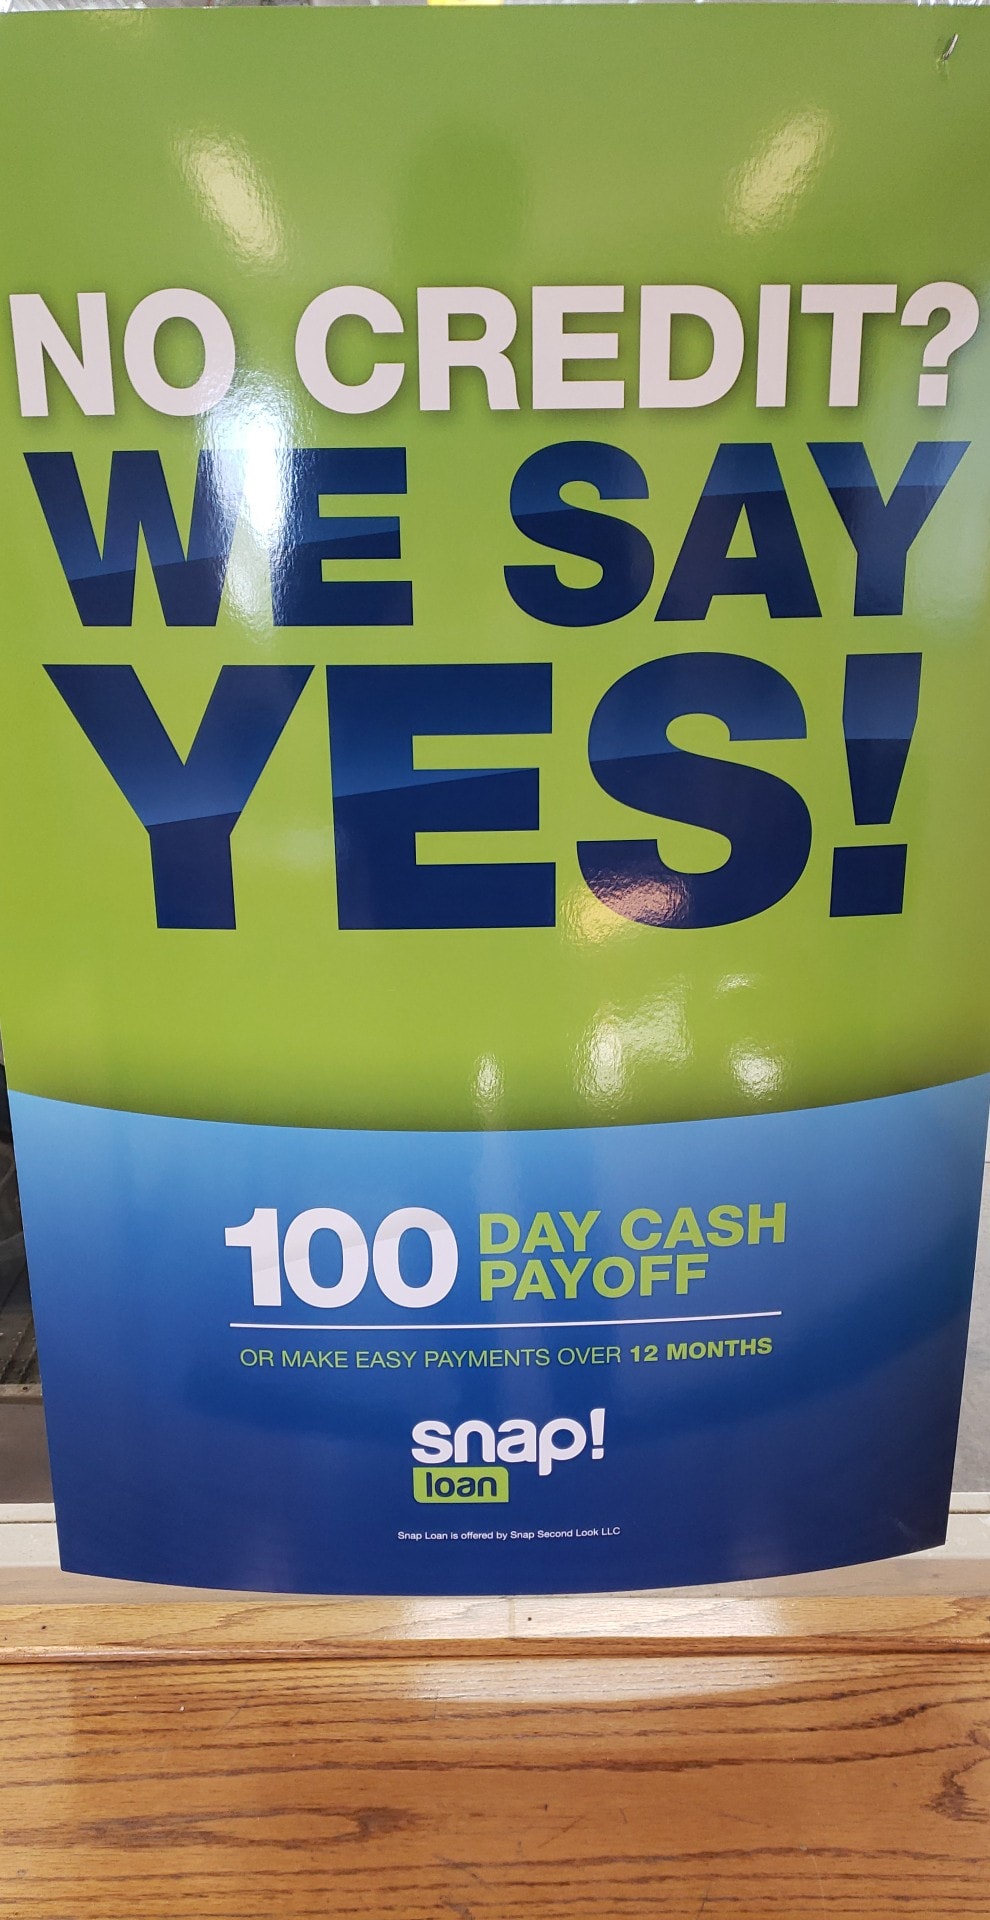 NO CREDIT?
WE SAY
YES!
100 DAY CASH
PAYOFF
OR MAKE EASY PAYMENTS OVER 12 MONTHS
snap!
loan
Snap Loan is offered by Snap Second Look LLC